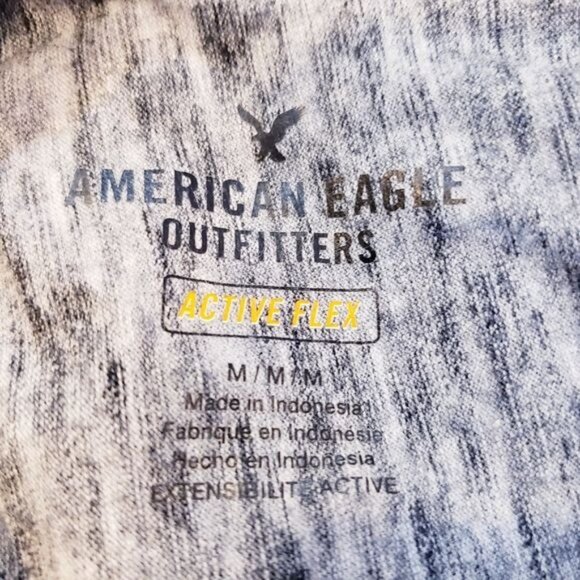 AMERICAN EAGLE
OUTFITTERS
ACTIVE FLEX
M / M / M
Made in Indonesia
Fabriqué en Indonésie
Hecho en Indonesia
EXTENSIBILITÉ ACTIVE